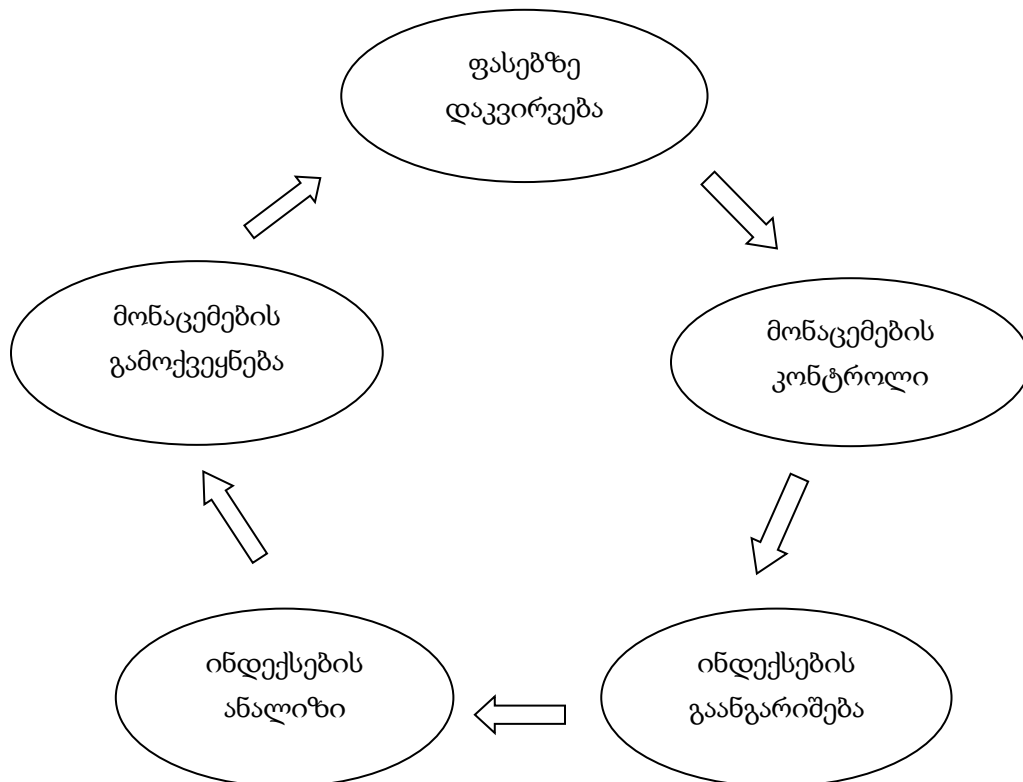 ფასებზე
დაკვირვება
მონაცემების
კონტროლი
ინდექსების
გაანგარიშება
ინდექსების
ანალიზი
მონაცემების
გამოქვეყნება